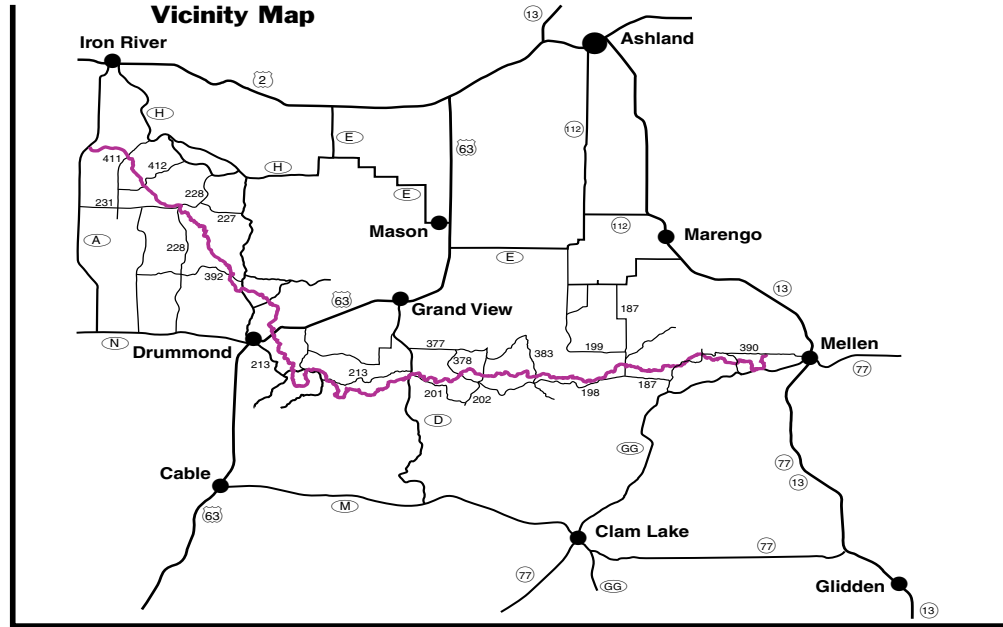 Vicinity Map
13
Ashland
Iron River
2
H
112
E
63
411
412
H
228
E
231
227
112
Mason
Marengo
A
228
E
392
13
63
Grand View
187
N
Drummond
377
199
390
Mellen
213
213
378
383
77
201
202
198
187
D
GG
Cable
77
13
63
M
Clam Lake
77
77
GG
Glidden
13